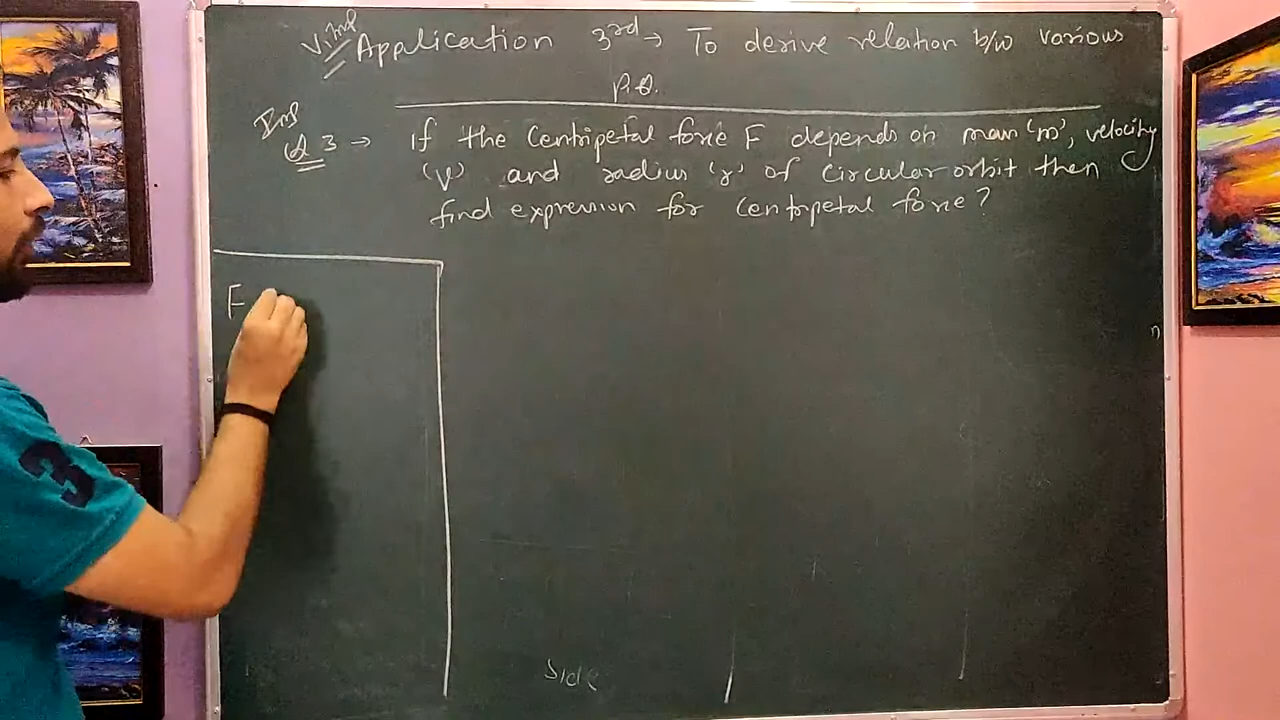 V. Imp Application 3rd → To derive relation b/w various
P.Q.
Imp
Q 3 → If the Centripetal force F depends on mass 'm', velocity
'v' and radius 'r' of circular orbit then
find expression for Centripetal force?
F
Side
n
3